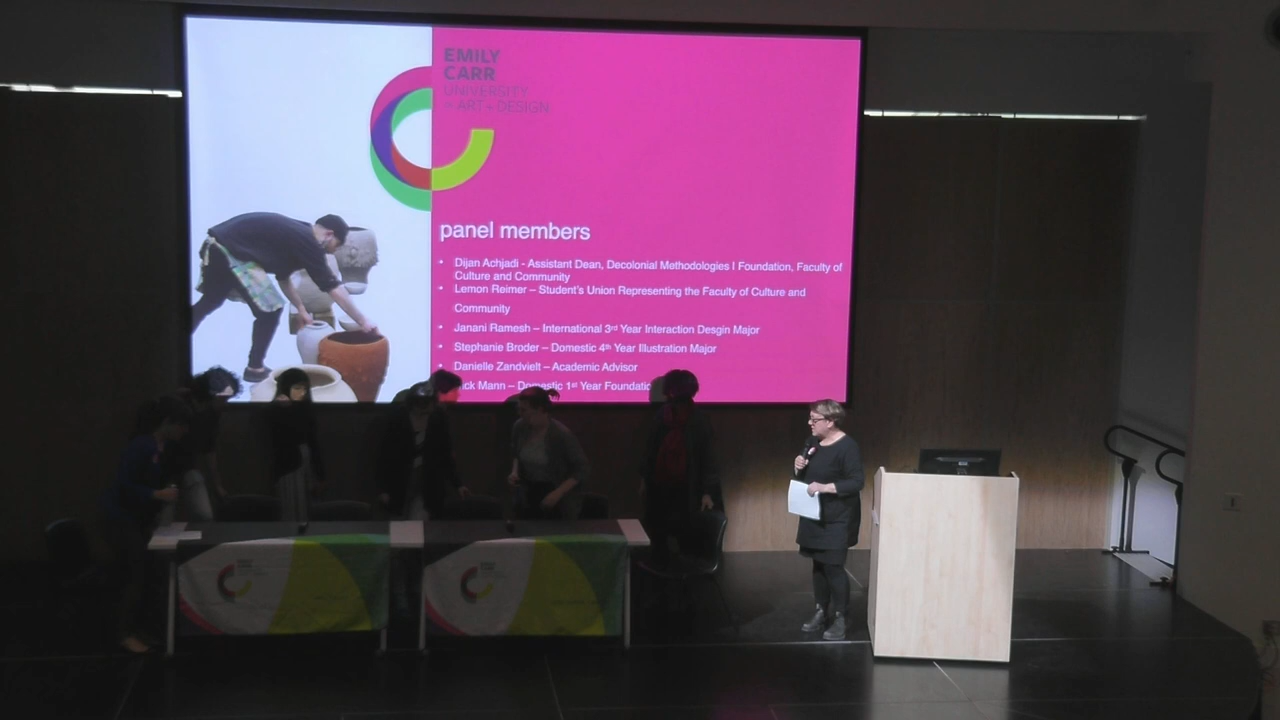 EMILY
CARR
UNIVERSITY
OF ART + DESIGN
panel members
• Dijan Achjadi - Assistant Dean, Decolonial Methodologies I Foundation, Faculty of
Culture and Community
• Lemon Reimer – Student's Union Representing the Faculty of Culture and
Community
• Janani Ramesh – International 3rd Year Interaction Desgin Major
• Stephanie Broder – Domestic 4th Year Illustration Major
• Danielle Zandvielt – Academic Advisor
Mann – Domestic 1st Year